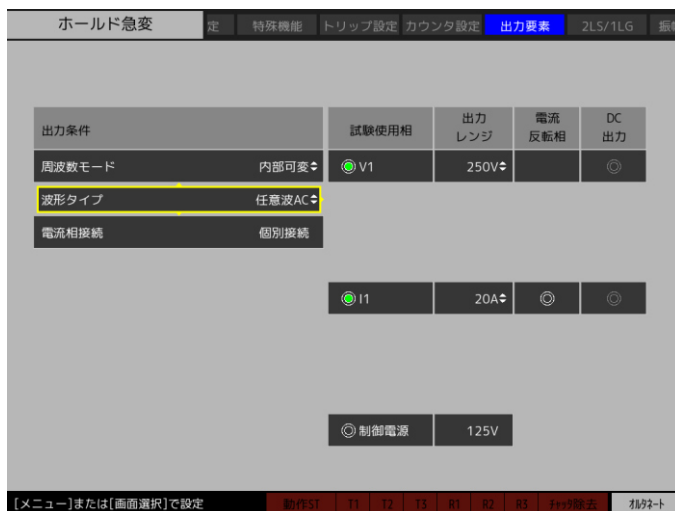 ホールド急変
定 特殊機能 トリップ設定 カウンタ設定 出力要素 2LS/1LG 振幅
出力条件 試験使用相 出力レンジ 電流反転相 DC出力
周波数モード 内部可変 V1 250V
波形タイプ 任意波AC
電流相接続 個別接続
I1 20A
制御電源 125V
[メニュー]または[画面選択]で設定 動作ST T1 T2 T3 R1 R2 R3 チャッタ除去 オルタネート